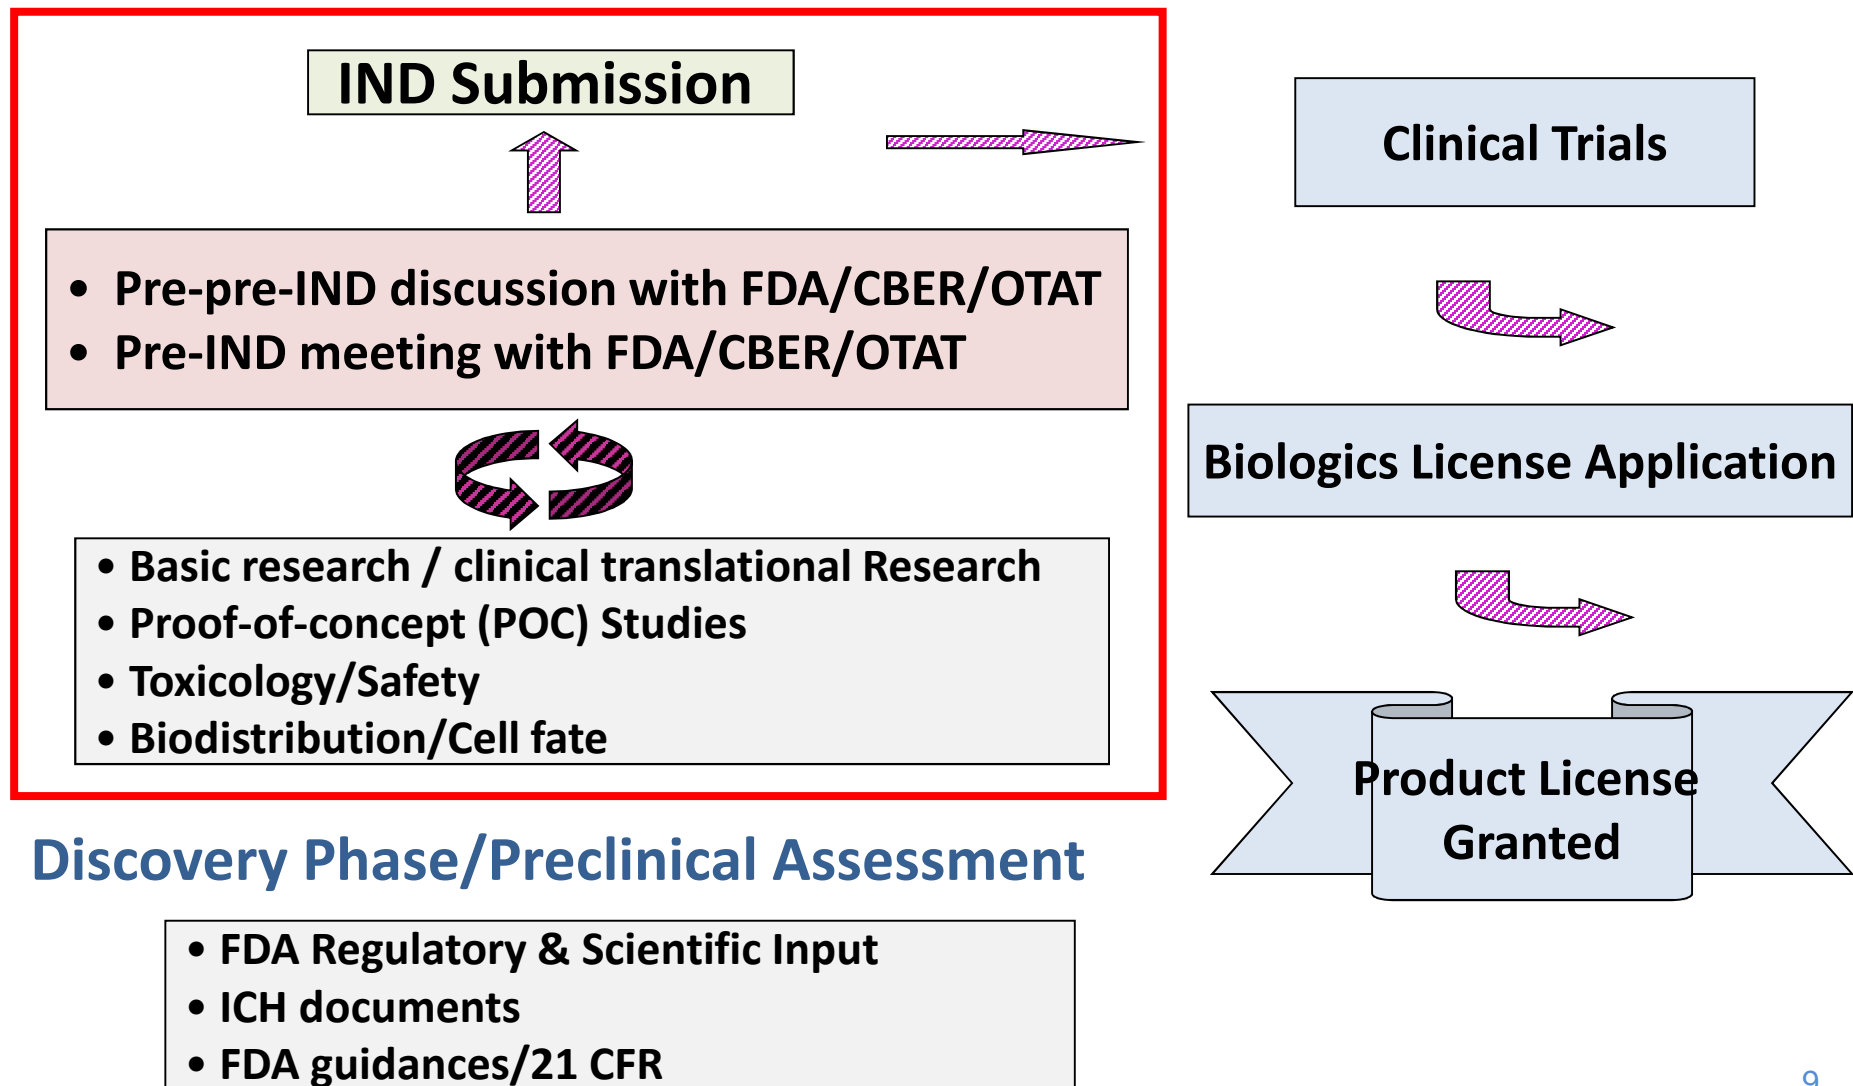 IND Submission
• Pre-pre-IND discussion with FDA/CBER/OTAT
• Pre-IND meeting with FDA/CBER/OTAT
• Basic research / clinical translational Research
• Proof-of-concept (POC) Studies
• Toxicology/Safety
• Biodistribution/Cell fate
Discovery Phase/Preclinical Assessment
• FDA Regulatory & Scientific Input
• ICH documents
• FDA guidances/21 CFR
Clinical Trials
Biologics License Application
Product License
Granted
9